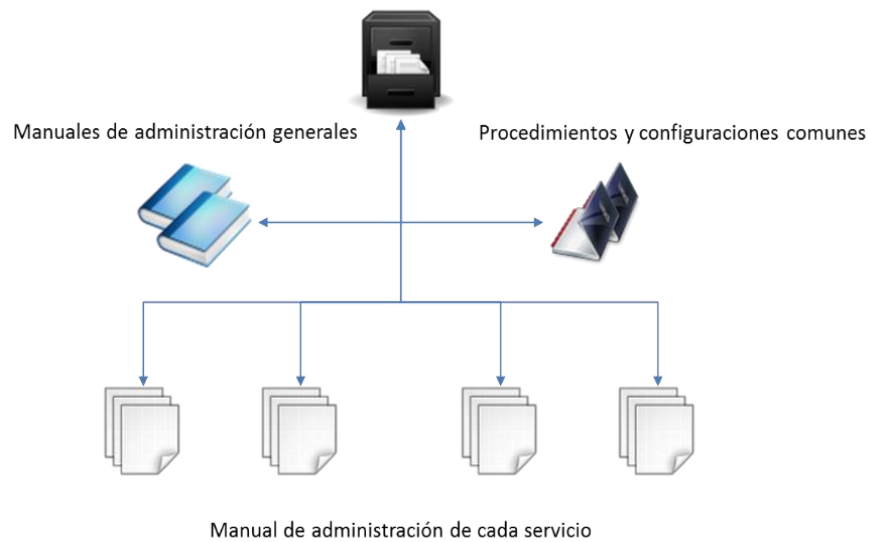 Manuales de administración generales
Procedimientos y configuraciones comunes
Manual de administración de cada servicio